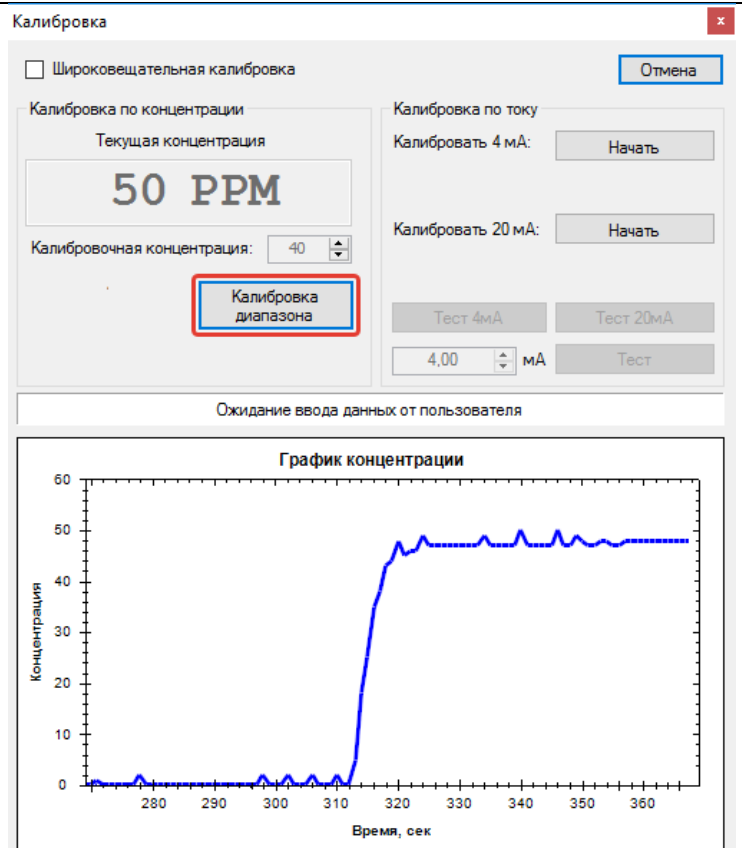 Калибровка
x
Широковещательная калибровка
Отмена
Калибровка по концентрации
Текущая концентрация
50 PPM
Калибровочная концентрация: 40
Калибровка
диапазона
Калибровка по току
Калибровать 4 мА: Начать
Калибровать 20 мА: Начать
Тест 4мА Тест 20мА
4,00 мА Тест
Ожидание ввода данных от пользователя
График концентрации
Концентрация
60
50
40
30
20
10
0
280 290 300 310 320 330 340 350 360
Время, сек